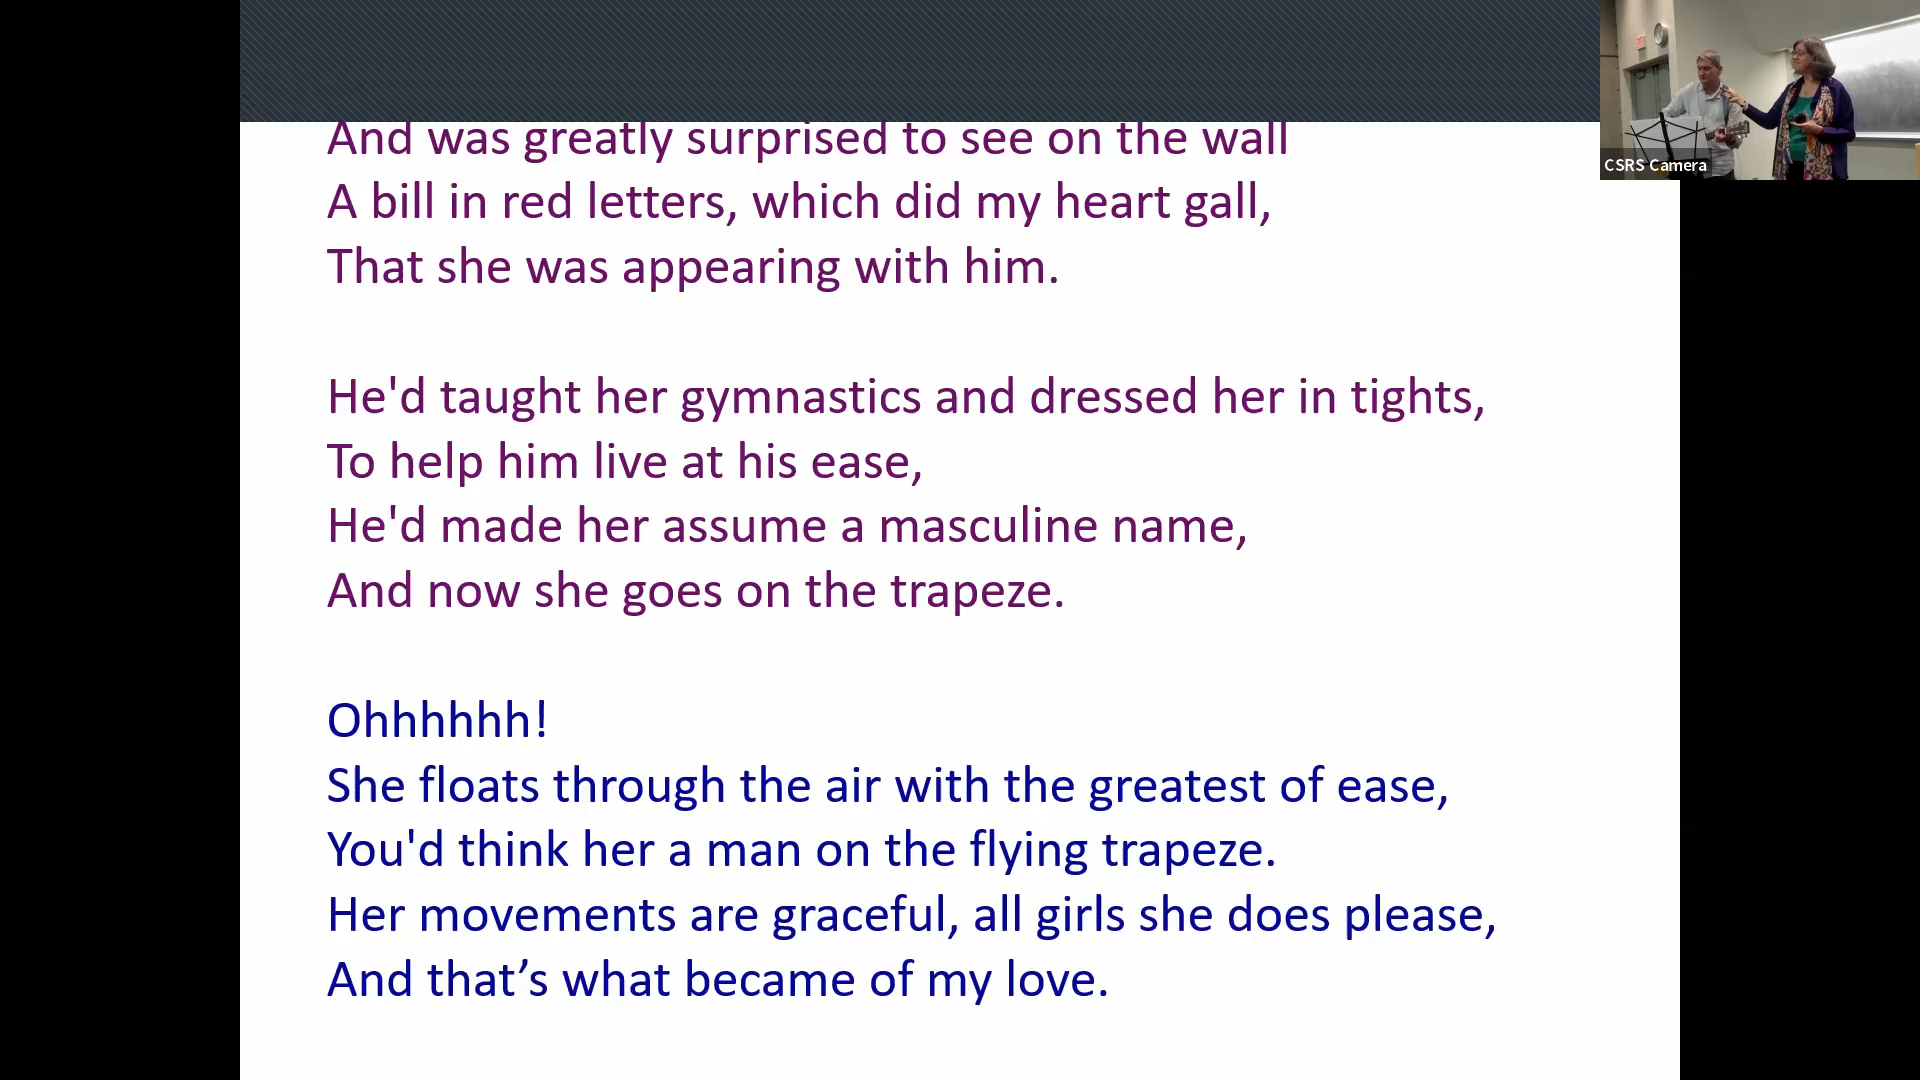 And was greatly surprised to see on the wall
A bill in red letters, which did my heart gall,
That she was appearing with him.
He'd taught her gymnastics and dressed her in tights,
To help him live at his ease,
He'd made her assume a masculine name,
And now she goes on the trapeze.
Ohhhhhh!
She floats through the air with the greatest of ease,
You'd think her a man on the flying trapeze.
Her movements are graceful, all girls she does please,
And that’s what became of my love.
CSRS Camera